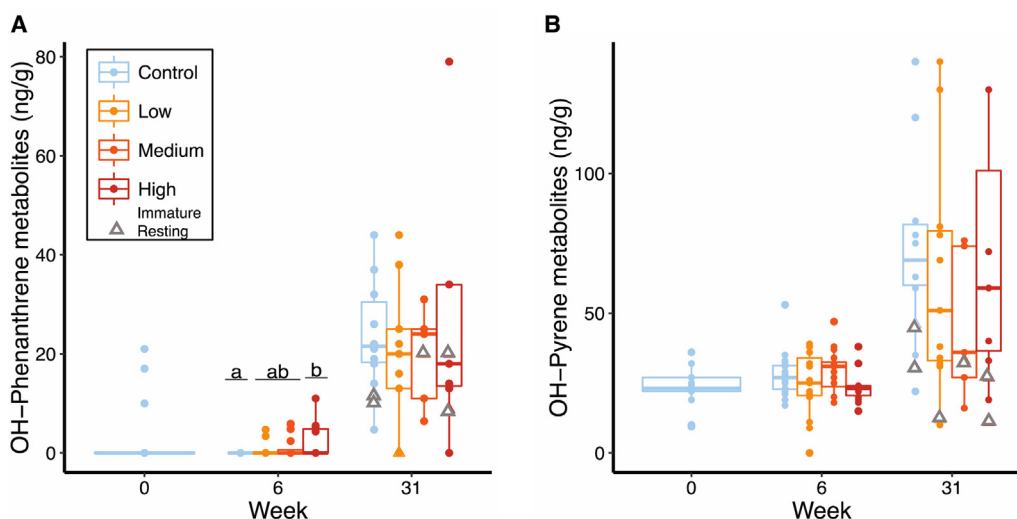 A
OH-Phenanthrene metabolites (ng/g)
80
60
40
20
0
Control
Low
Medium
High
Immature
Resting
a ab b
0 6 31
Week
B
OH-Pyrene metabolites (ng/g)
100
50
0
0 6 31
Week